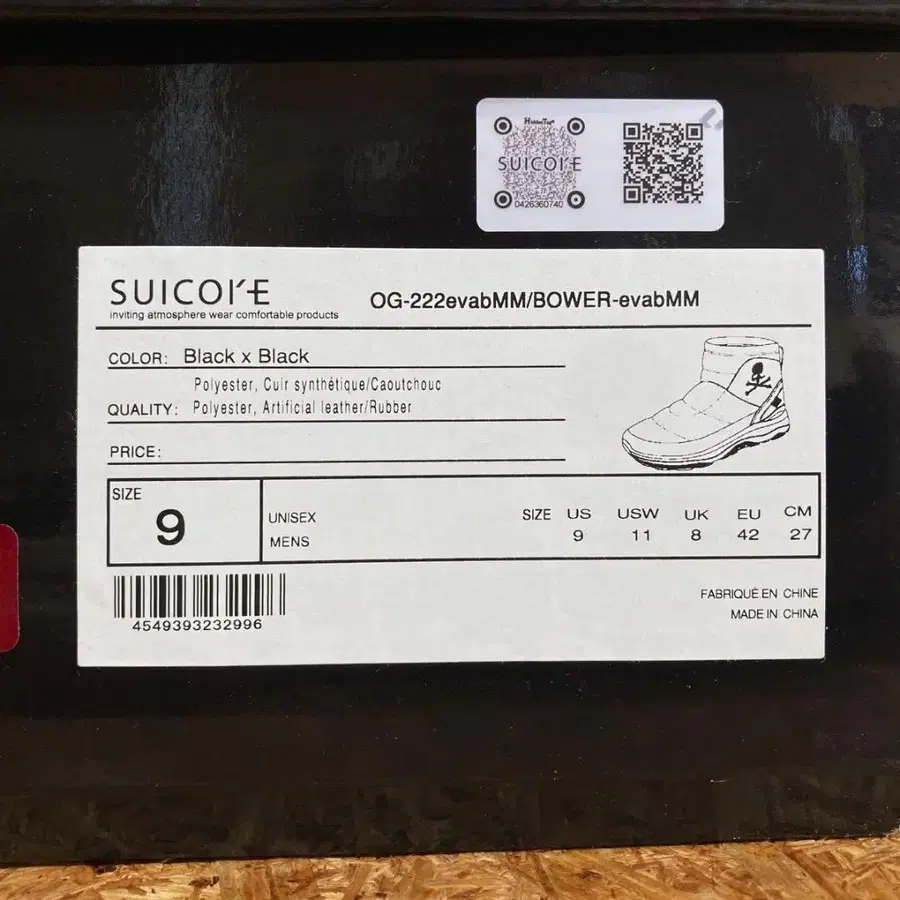 HiddenTag®
SUICOKE
0426360740
SUICOKE
inviting atmosphere wear comfortable products
OG-222evabMM/BOWER-evabMM
COLOR: Black x Black
Polyester, Cuir synthétique/Caoutchouc
QUALITY: Polyester, Artificial leather/Rubber
PRICE:
SIZE
9
UNISEX
MENS
SIZE US USW UK EU CM
9 11 8 42 27
4549393232996
FABRIQUÉ EN CHINE
MADE IN CHINA